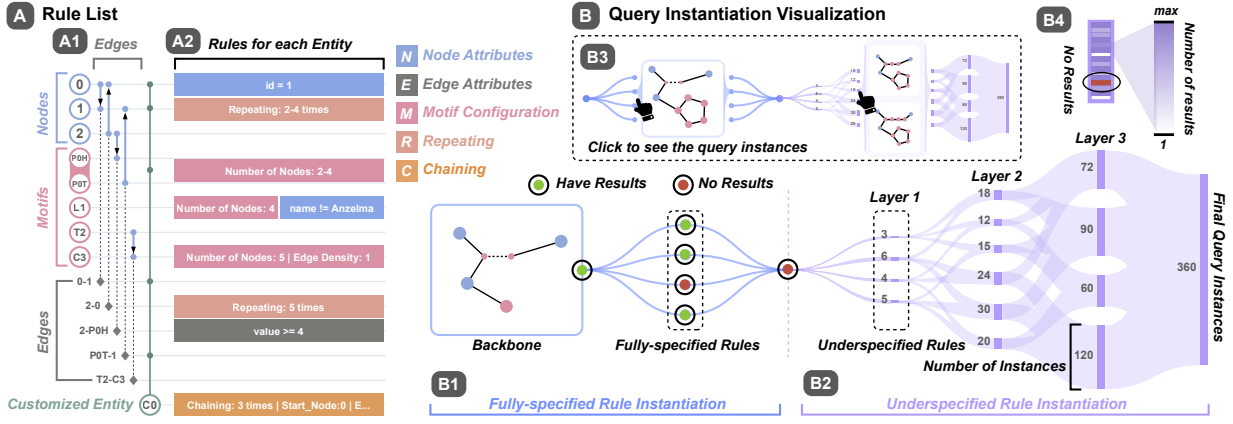 A Rule List
A1 Edges
A2 Rules for each Entity
Nodes
0
1
2
Motifs
P0H
P0T
L1
T2
C3
Edges
0-1
2-0
2-P0H
P0T-1
T2-C3
Customized Entity C0
id = 1
Repeating: 2-4 times
Number of Nodes: 2-4
Number of Nodes: 4 name != Anzelma
Number of Nodes: 5 | Edge Density: 1
Repeating: 5 times
value >= 4
Chaining: 3 times | Start_Node:0 | E...
N Node Attributes
E Edge Attributes
M Motif Configuration
R Repeating
C Chaining
B Query Instantiation Visualization
B3
Click to see the query instances
Have Results
No Results
Backbone
Fully-specified Rules
Underspecified Rules
Layer 1
3
6
4
5
Layer 2
18
12
15
24
30
20
Layer 3
72
90
60
120
Number of Instances
360
Final Query Instances
B4
No Results
max
Number of results
1
B1
Fully-specified Rule Instantiation
B2
Underspecified Rule Instantiation